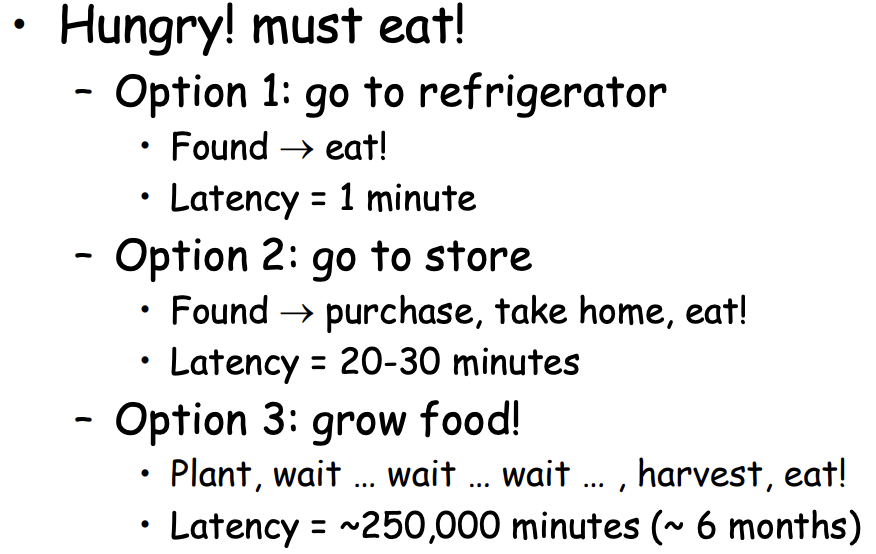 • Hungry! must eat!
– Option 1: go to refrigerator
• Found → eat!
• Latency = 1 minute
– Option 2: go to store
• Found → purchase, take home, eat!
• Latency = 20-30 minutes
– Option 3: grow food!
• Plant, wait … wait … wait … , harvest, eat!
• Latency = ~250,000 minutes (~ 6 months)